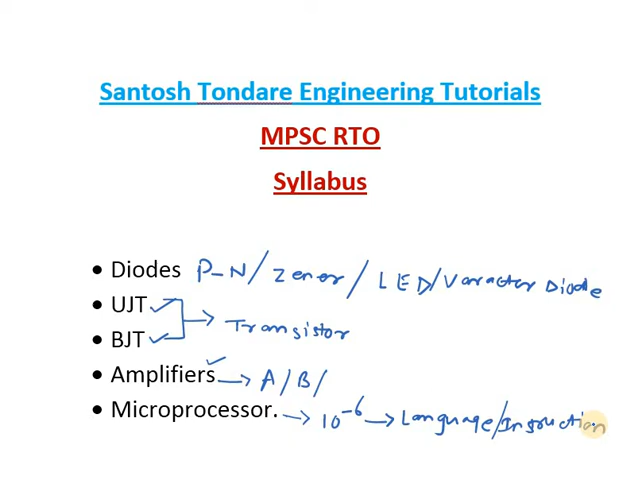 Santosh Tondare Engineering Tutorials
MPSC RTO
Syllabus
• Diodes P-N/Zener/LED/Varactor Diode
• UJT
• BJT → Transistor
• Amplifiers → A/B/
• Microprocessor. → 10⁻⁶ → Language/Instruction